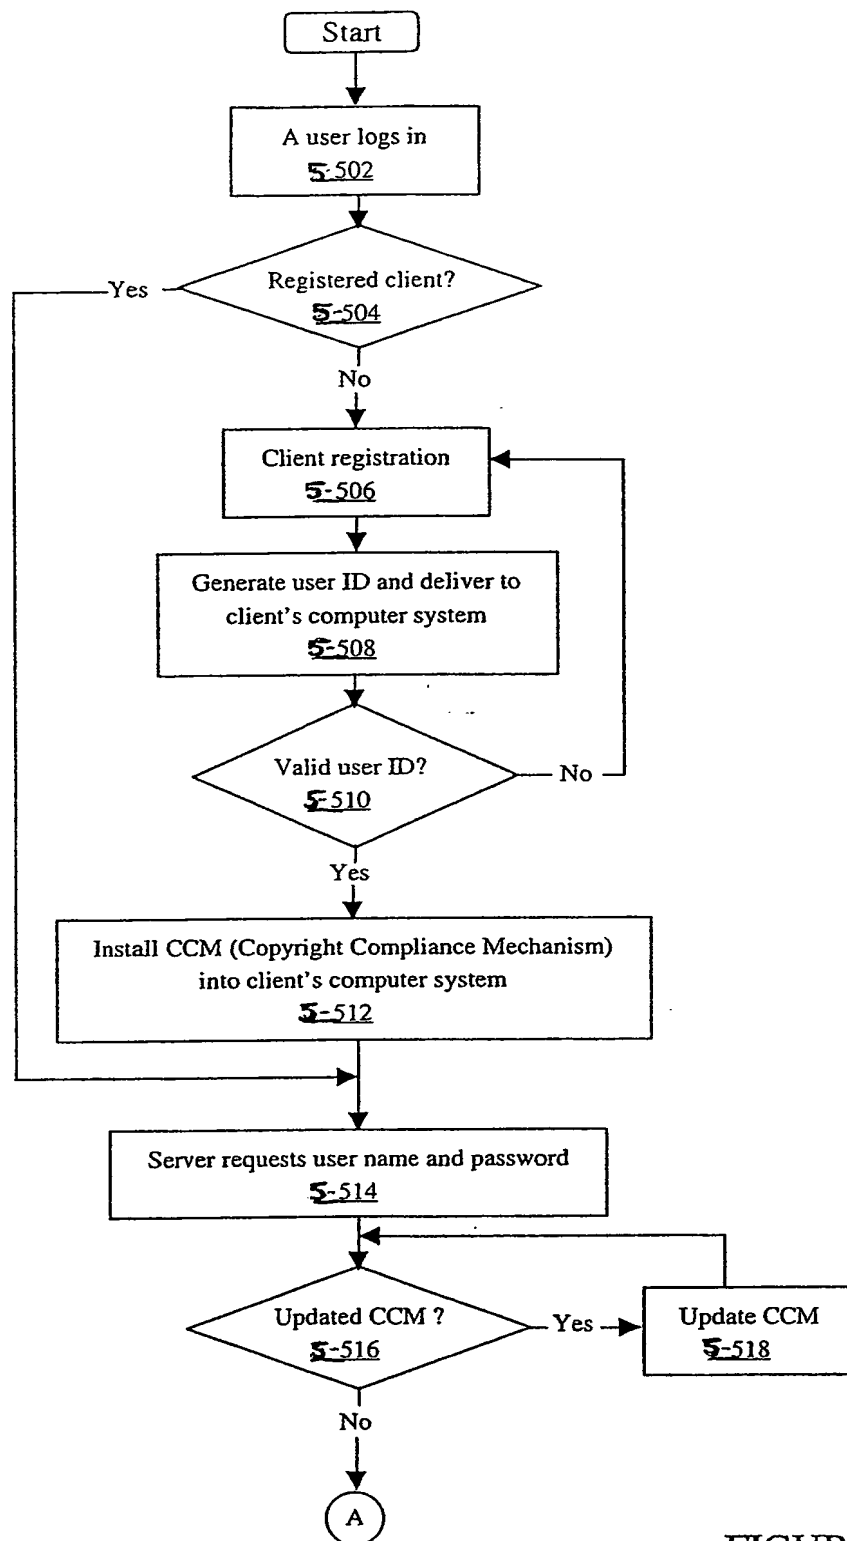 Start
A user logs in
5-502
Registered client?
5-504
Yes
No
Client registration
5-506
Generate user ID and deliver to
client's computer system
5-508
Valid user ID?
5-510
No
Yes
Install CCM (Copyright Compliance Mechanism)
into client's computer system
5-512
Server requests user name and password
5-514
Updated CCM ?
5-516
Yes
Update CCM
5-518
No
A